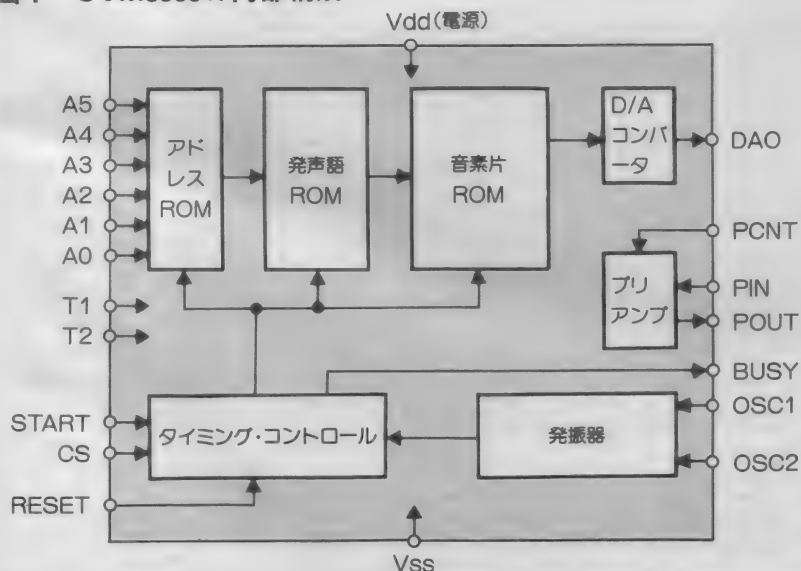 Vdd(電源)
A5
A4
A3
A2
A1
A0
T1
T2
START
CS
RESET
アド
レス
ROM
発声語
ROM
音素片
ROM
D/A
コンバ
ータ
プリ
アンプ
タイミング・コントロール
発振器
DAO
PCNT
PIN
POUT
BUSY
OSC1
OSC2
Vss